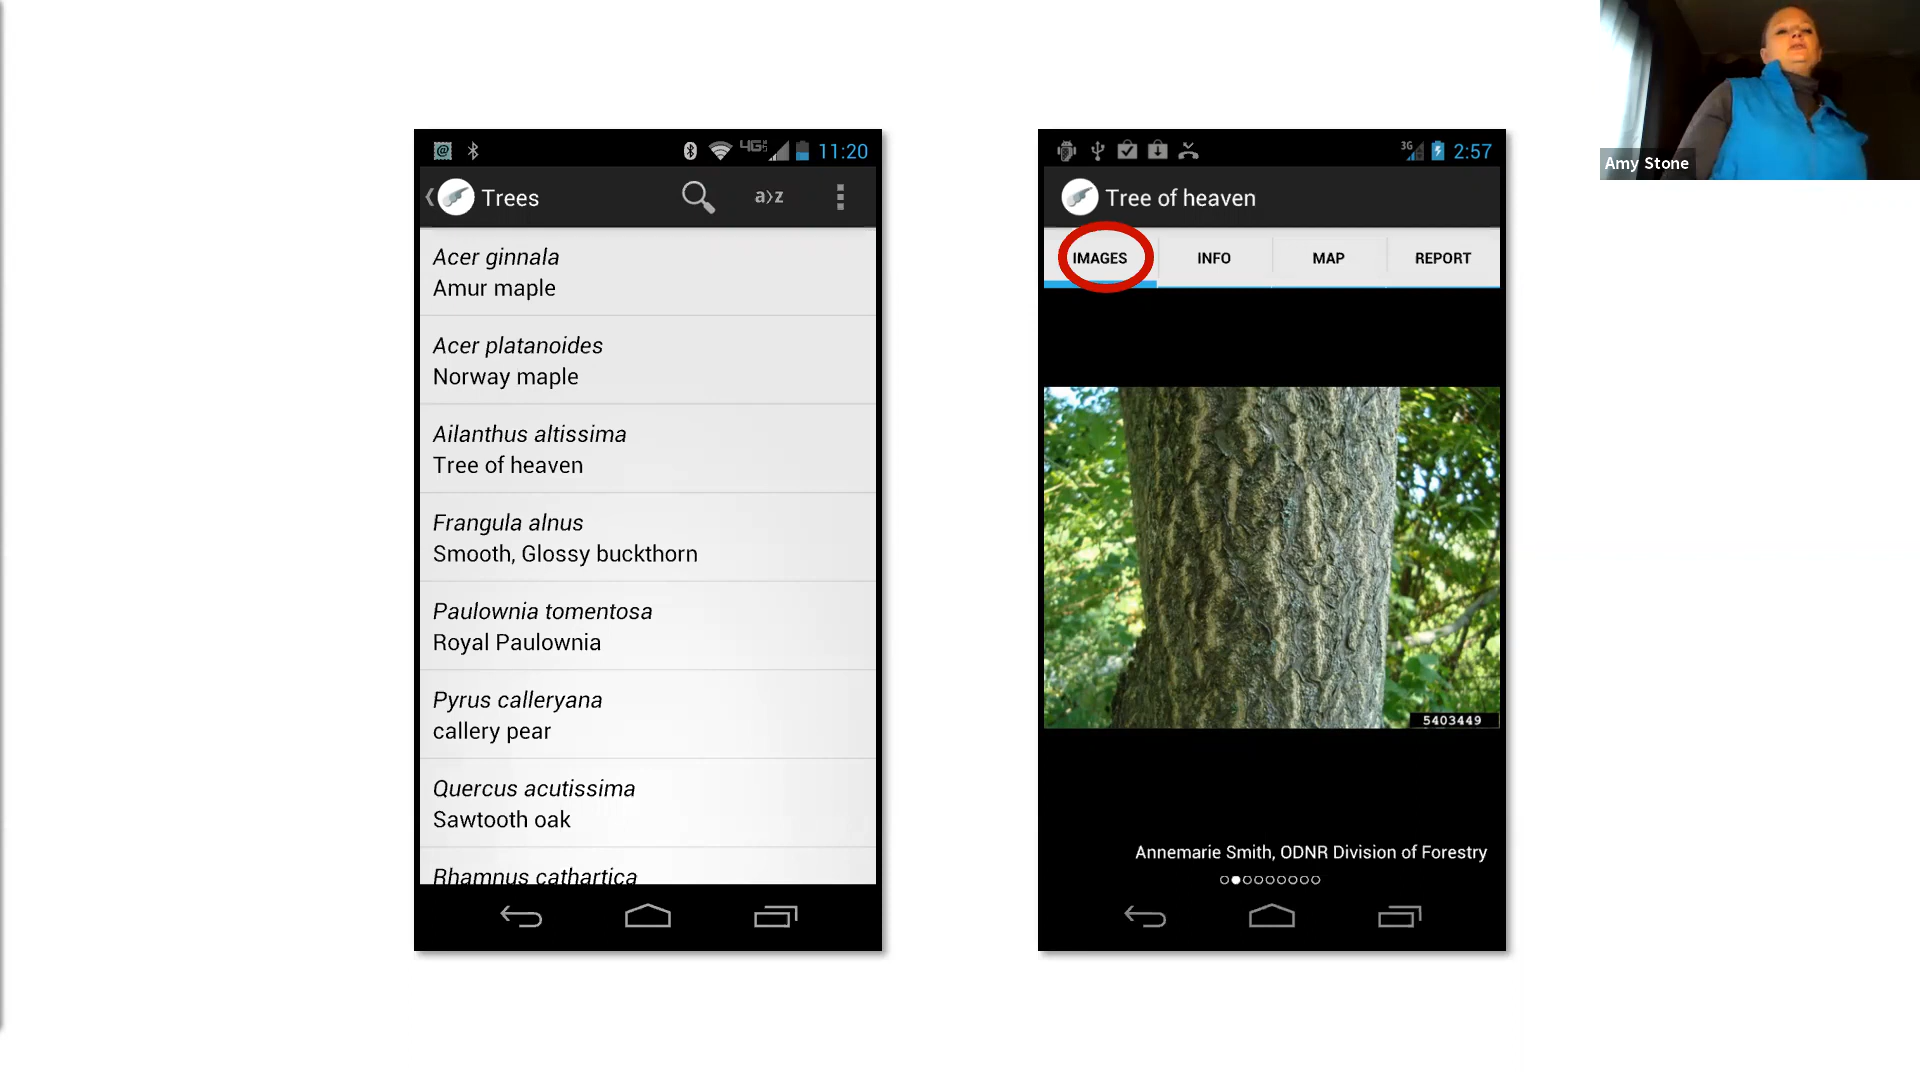 11:20
Trees
a›z
Acer ginnala
Amur maple
Acer platanoides
Norway maple
Ailanthus altissima
Tree of heaven
Frangula alnus
Smooth, Glossy buckthorn
Paulownia tomentosa
Royal Paulownia
Pyrus calleryana
callery pear
Quercus acutissima
Sawtooth oak
Rhamnus cathartica
3G 2:57
Tree of heaven
IMAGES INFO MAP REPORT
5403449
Annemarie Smith, ODNR Division of Forestry
Amy Stone